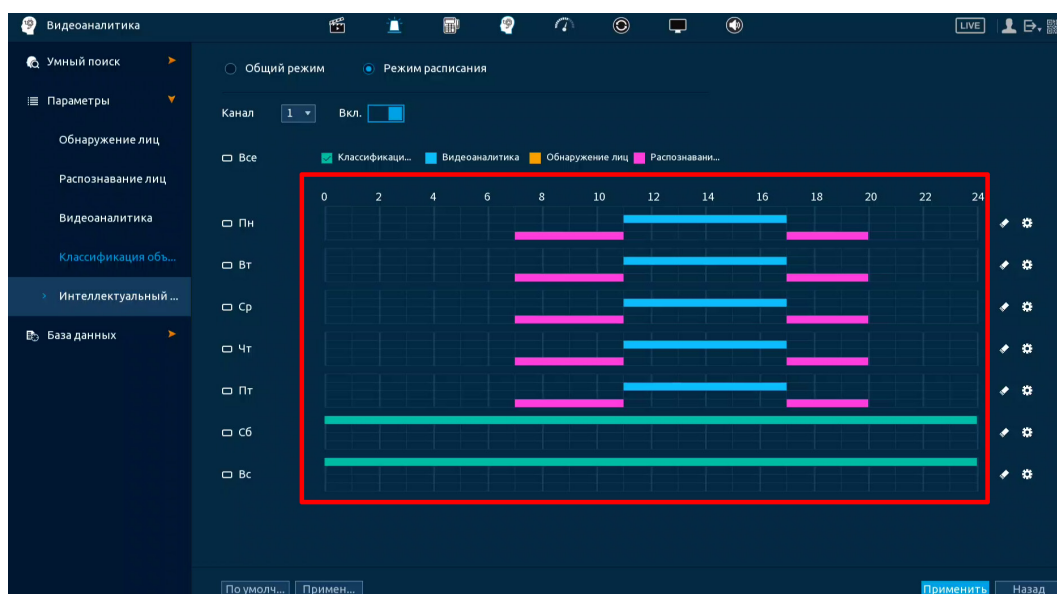 Видеоаналитика
LIVE
Умный поиск
Параметры
Обнаружение лиц
Распознавание лиц
Видеоаналитика
Классификация объ...
Интеллектуальный ...
База данных
Общий режим Режим расписания
Канал 1 Вкл.
Все Классификаци... Видеоаналитика Обнаружение лиц Распознавани...
0 2 4 6 8 10 12 14 16 18 20 22 24
Пн
Вт
Ср
Чт
Пт
Сб
Вс
По умолч... Примен... Применить Назад